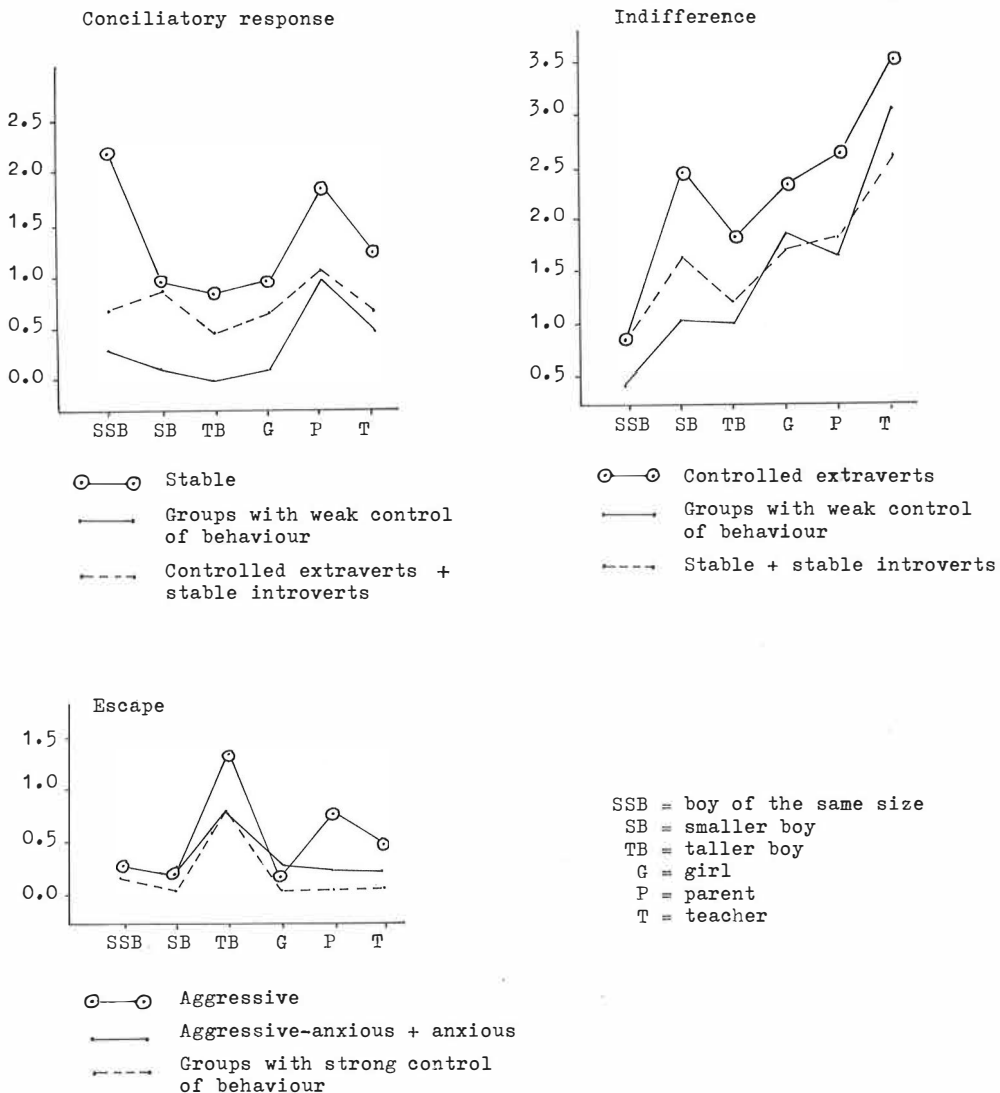 Conciliatory response
2.5
2.0
1.5
1.0
0.5
0.0
SSB SB TB G P T
Stable
Groups with weak control
of behaviour
Controlled extraverts +
stable introverts
Indifference
3.5
3.0
2.5
2.0
1.5
1.0
0.5
SSB SB TB G P T
Controlled extraverts
Groups with weak control
of behaviour
Stable + stable introverts
Escape
1.5
1.0
0.5
0.0
SSB SB TB G P T
Aggressive
Aggressive-anxious + anxious
Groups with strong control
of behaviour
SSB = boy of the same size
SB = smaller boy
TB = taller boy
G = girl
P = parent
T = teacher